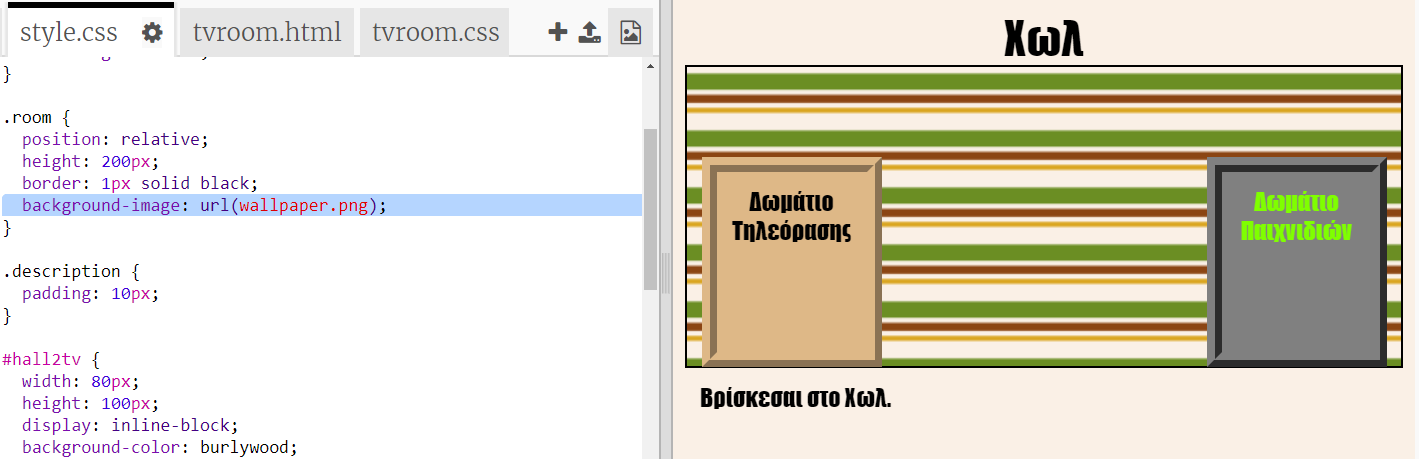 style.css
tvroom.html
tvroom.css
}
.room {
position: relative;
height: 200px;
border: 1px solid black;
background-image: url(wallpaper.png);
}
.description {
padding: 10px;
}
#hall2tv {
width: 80px;
height: 100px;
display: inline-block;
background-color: burlywood;
Χωλ
Δωμάτιο
Τηλεόρασης
Δωμάτιο
Παιχνιδιών
Βρίσκεσαι στο Χωλ.